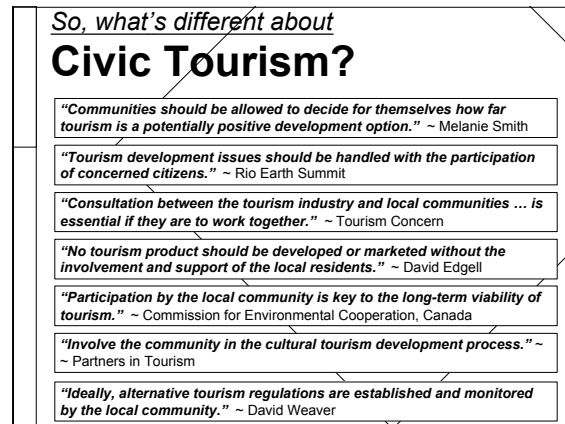 So, what's different about
Civic Tourism?
“Communities should be allowed to decide for themselves how far
tourism is a potentially positive development option.” ~ Melanie Smith
“Tourism development issues should be handled with the participation
of concerned citizens.” ~ Rio Earth Summit
“Consultation between the tourism industry and local communities … is
essential if they are to work together.” ~ Tourism Concern
“No tourism product should be developed or marketed without the
involvement and support of the local residents.” ~ David Edgell
“Participation by the local community is key to the long-term viability of
tourism.” ~ Commission for Environmental Cooperation, Canada
“Involve the community in the cultural tourism development process.” ~
~ Partners in Tourism
“Ideally, alternative tourism regulations are established and monitored
by the local community.” ~ David Weaver